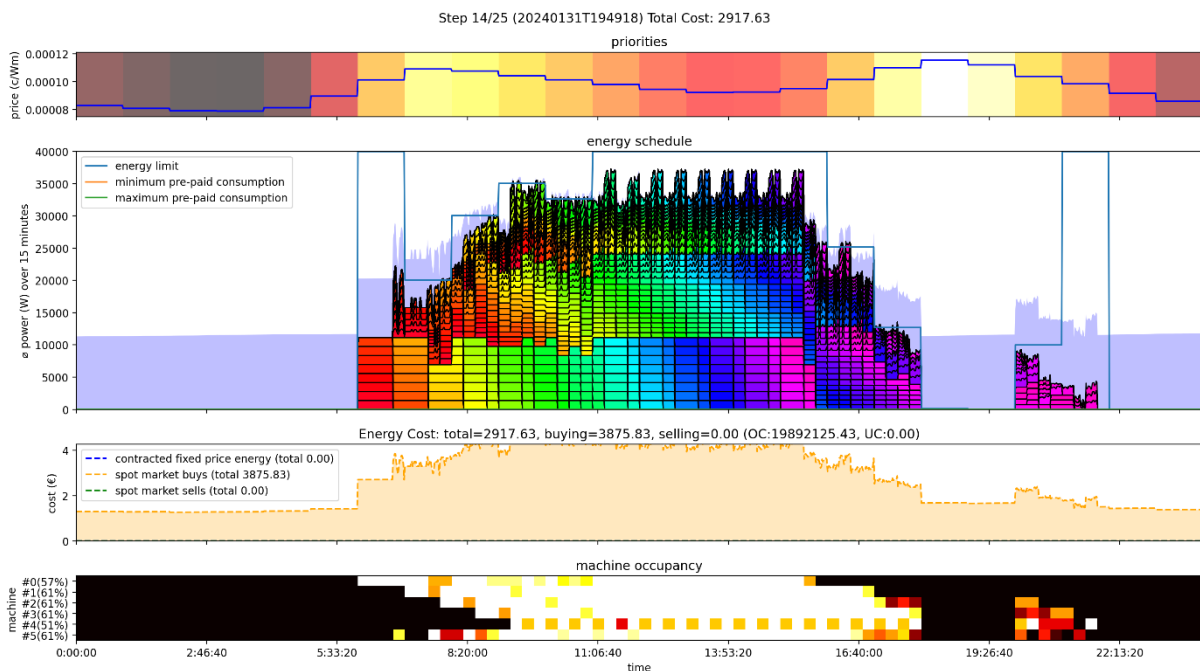 Step 14/25 (20240131T194918) Total Cost: 2917.63
priorities
price (c/Wm)
0.00012
0.00010
0.00008
energy schedule
⌀ power (W) over 15 minutes
40000
35000
30000
25000
20000
15000
10000
5000
0
energy limit
minimum pre-paid consumption
maximum pre-paid consumption
Energy Cost: total=2917.63, buying=3875.83, selling=0.00 (OC:19892125.43, UC:0.00)
cost (€)
4
2
0
contracted fixed price energy (total 0.00)
spot market buys (total 3875.83)
spot market sells (total 0.00)
machine occupancy
machine
#0(57%)
#1(61%)
#2(61%)
#3(61%)
#4(51%)
#5(61%)
0:00:00 2:46:40 5:33:20 8:20:00 11:06:40 13:53:20 16:40:00 19:26:40 22:13:20
time